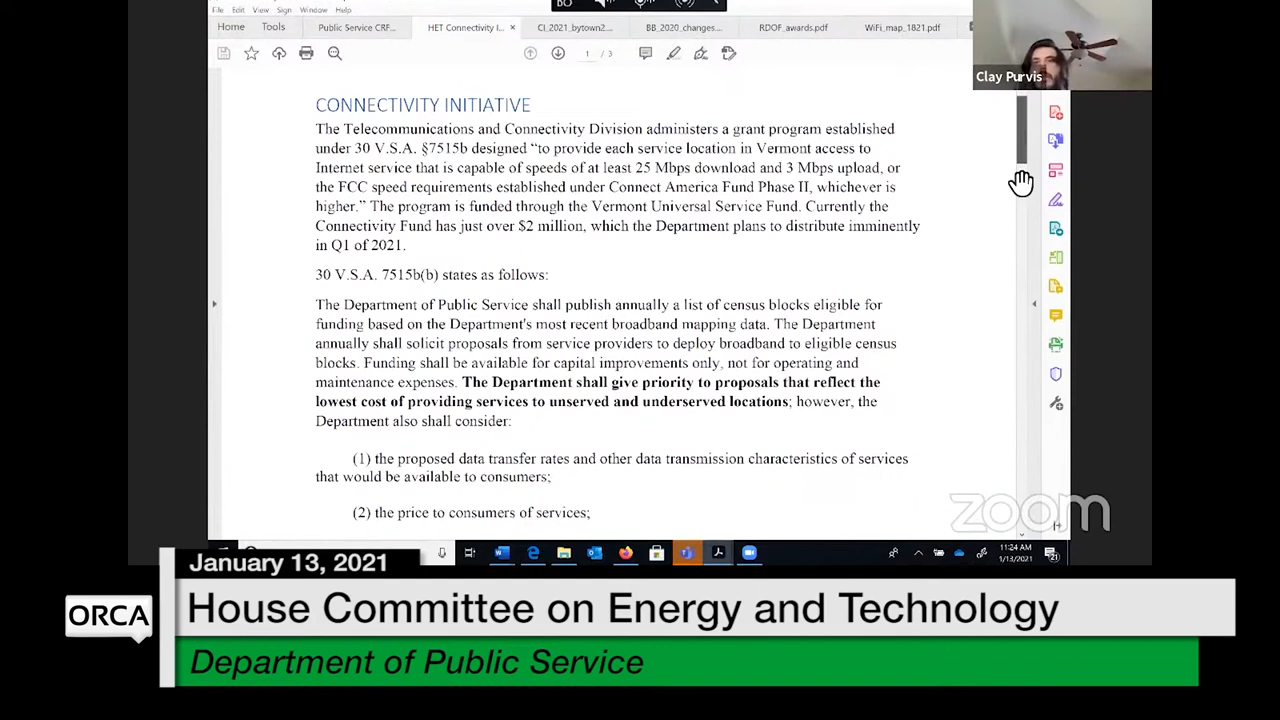 File Edit View Sign Window Help
Home Tools Public Service CRF... HET Connectivity I... × CI_2021_bytown2.... BB_2020_changes... RDOF_awards.pdf WiFi_map_1821.pdf
1 / 3
Clay Purvis
CONNECTIVITY INITIATIVE
The Telecommunications and Connectivity Division administers a grant program established
under 30 V.S.A. §7515b designed “to provide each service location in Vermont access to
Internet service that is capable of speeds of at least 25 Mbps download and 3 Mbps upload, or
the FCC speed requirements established under Connect America Fund Phase II, whichever is
higher.” The program is funded through the Vermont Universal Service Fund. Currently the
Connectivity Fund has just over $2 million, which the Department plans to distribute imminently
in Q1 of 2021.
30 V.S.A. 7515b(b) states as follows:
The Department of Public Service shall publish annually a list of census blocks eligible for
funding based on the Department's most recent broadband mapping data. The Department
annually shall solicit proposals from service providers to deploy broadband to eligible census
blocks. Funding shall be available for capital improvements only, not for operating and
maintenance expenses. The Department shall give priority to proposals that reflect the
lowest cost of providing services to unserved and underserved locations; however, the
Department also shall consider:
(1) the proposed data transfer rates and other data transmission characteristics of services
that would be available to consumers;
(2) the price to consumers of services;
zoom
11:24 AM
1/13/2021
21
January 13, 2021
ORCA
House Committee on Energy and Technology
Department of Public Service